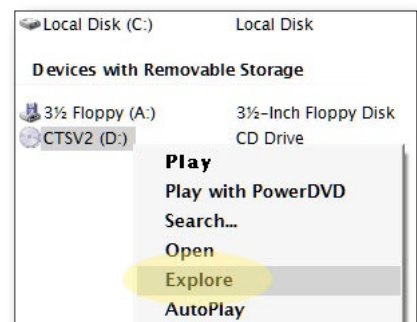 Local Disk (C:) Local Disk
Devices with Removable Storage
3½ Floppy (A:) 3½-Inch Floppy Disk
CTSV2 (D:) CD Drive
Play
Play with PowerDVD
Search...
Open
Explore
AutoPlay